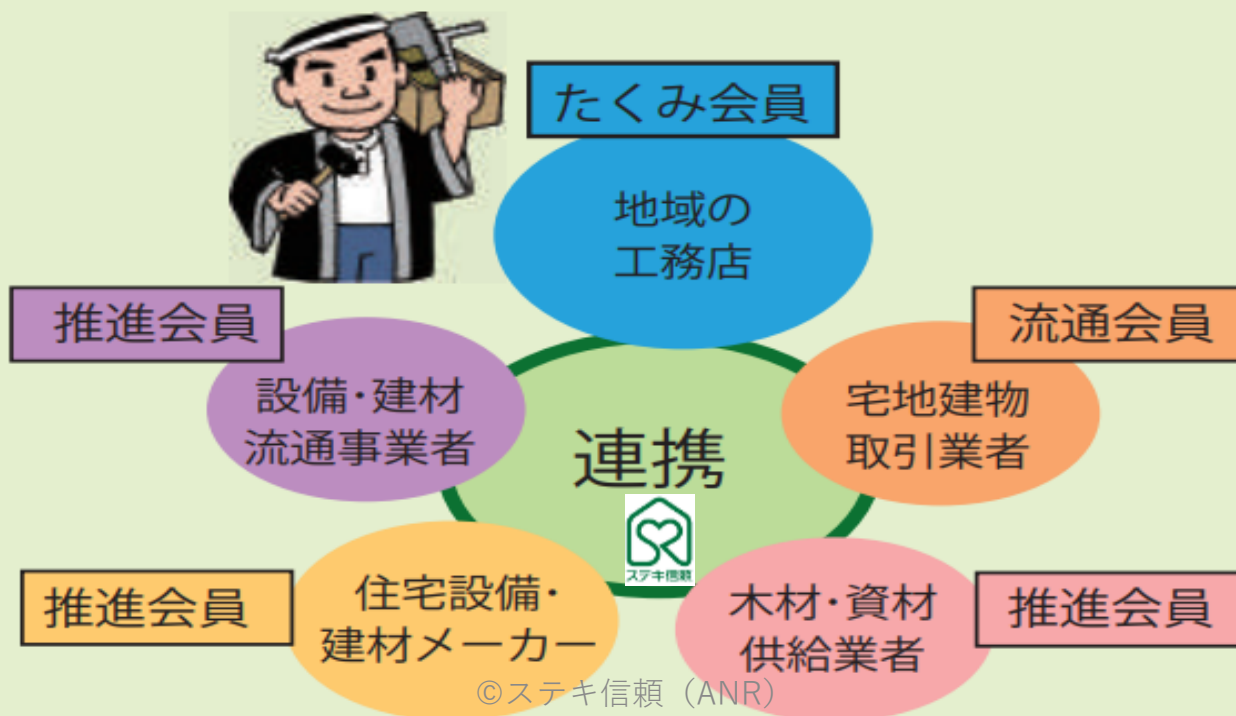 たくみ会員
地域の
工務店
推進会員
設備･建材
流通事業者
流通会員
宅地建物
取引業者
連携
ステキ信頼
推進会員
住宅設備･
建材メーカー
木材･資材
供給業者
推進会員
©ステキ信頼（ANR）